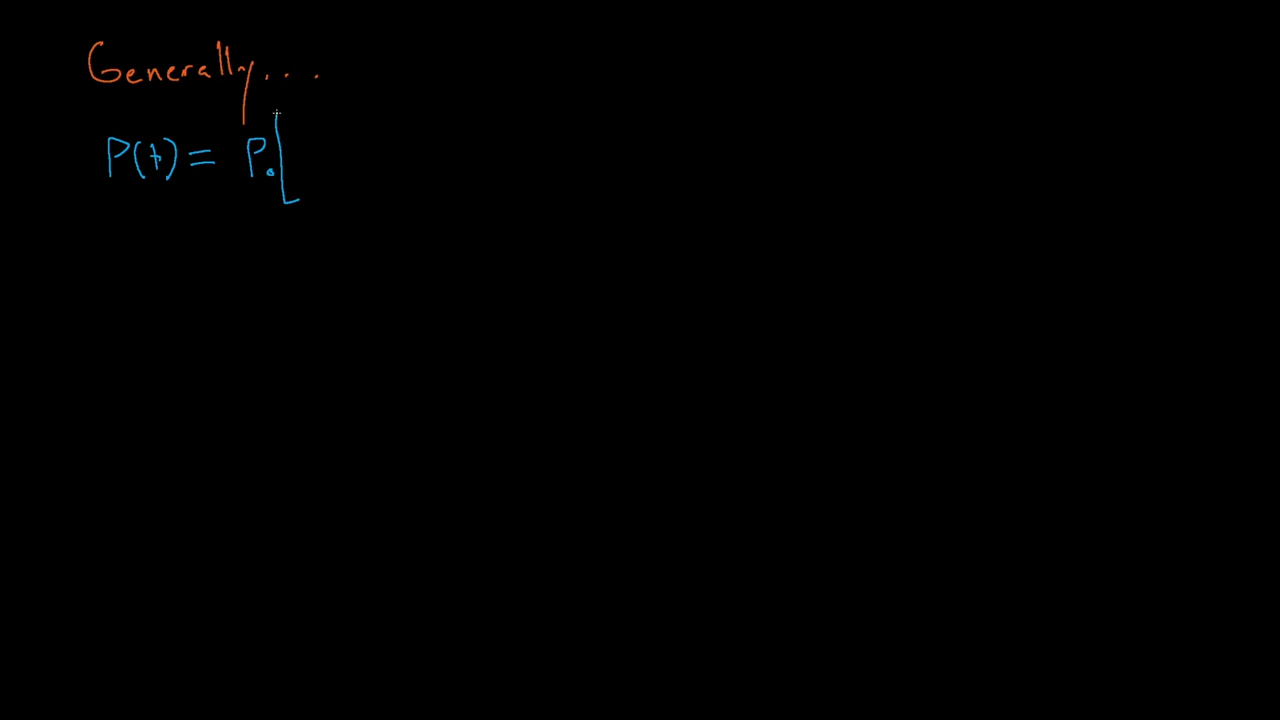 Generally...
P(t) = P₀[